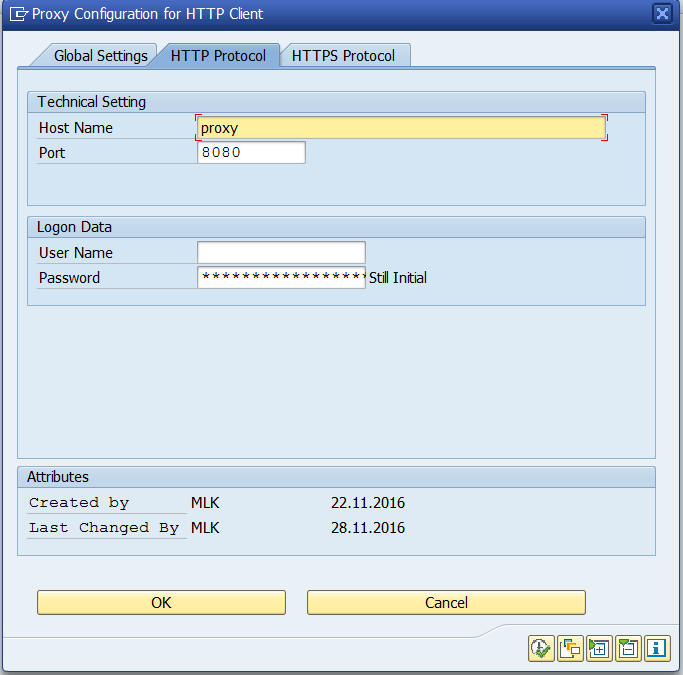 Proxy Configuration for HTTP Client
Global Settings HTTP Protocol HTTPS Protocol
Technical Setting
Host Name proxy
Port 8080
Logon Data
User Name
Password ***************** Still Initial
Attributes
Created by MLK 22.11.2016
Last Changed By MLK 28.11.2016
OK Cancel